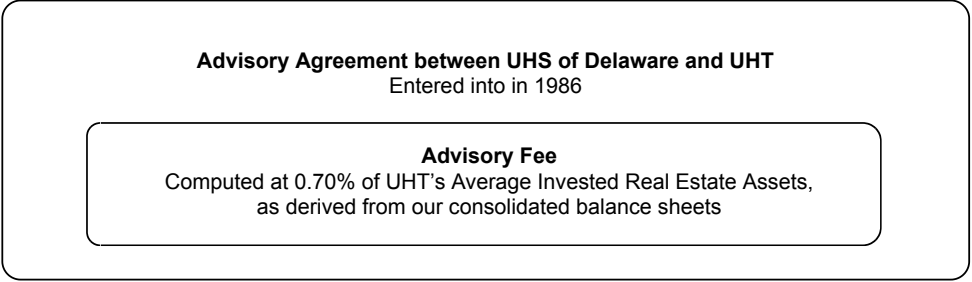 Advisory Agreement between UHS of Delaware and UHT
Entered into in 1986
Advisory Fee
Computed at 0.70% of UHT’s Average Invested Real Estate Assets,
as derived from our consolidated balance sheets